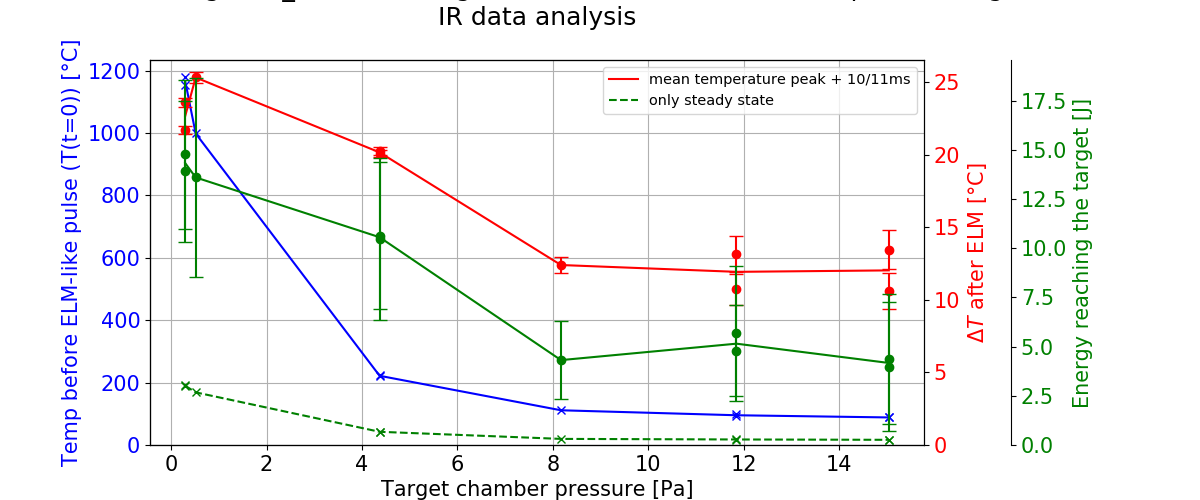 IR data analysis
mean temperature peak + 10/11ms
only steady state
Temp before ELM-like pulse (T(t=0)) [°C]
1200
1000
800
600
400
200
0
0 2 4 6 8 10 12 14
Target chamber pressure [Pa]
25
20
15
10
5
0
ΔT after ELM [°C]
17.5
15.0
12.5
10.0
7.5
5.0
2.5
0.0
Energy reaching the target [J]